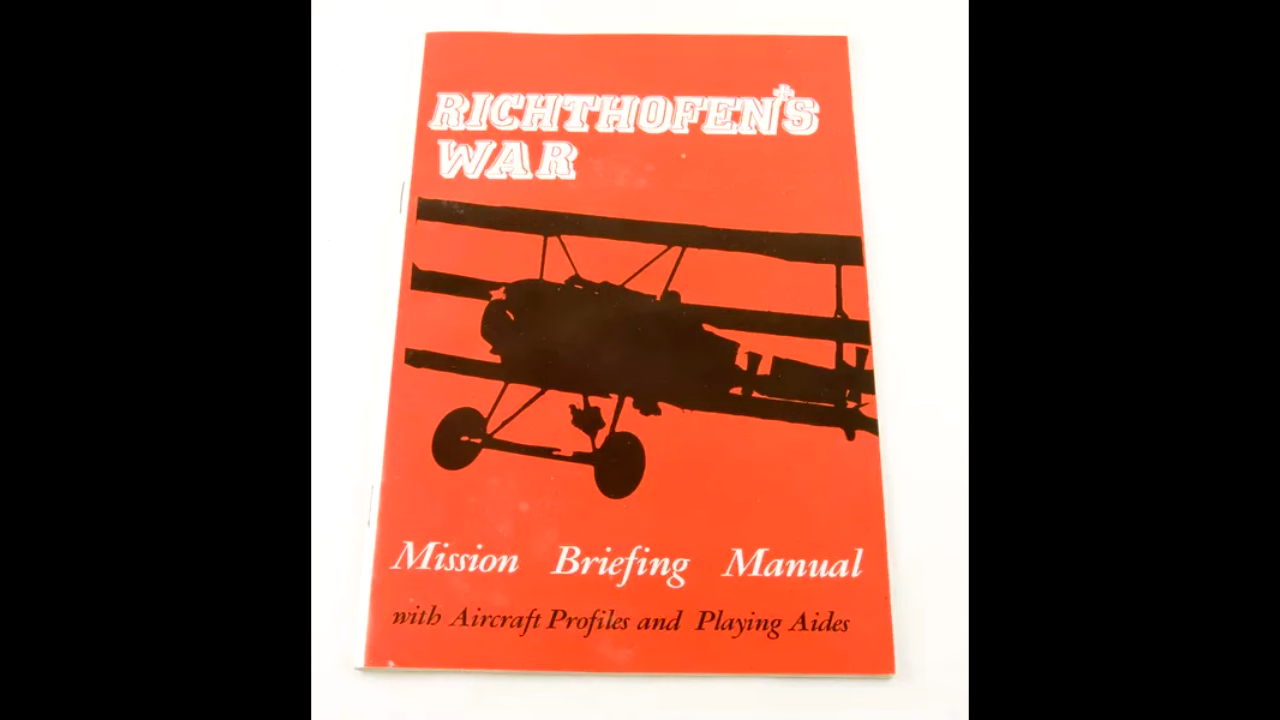 RICHTHOFEN'S
WAR
Mission Briefing Manual
with Aircraft Profiles and Playing Aides